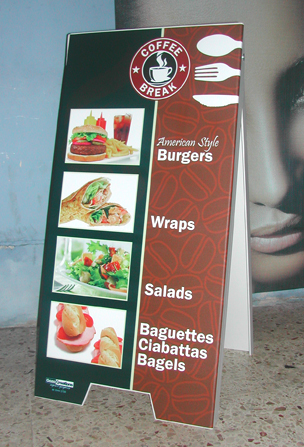 COFFEE
BREAK
American Style
Burgers
Wraps
Salads
Baguettes
Ciabattas
Bagels